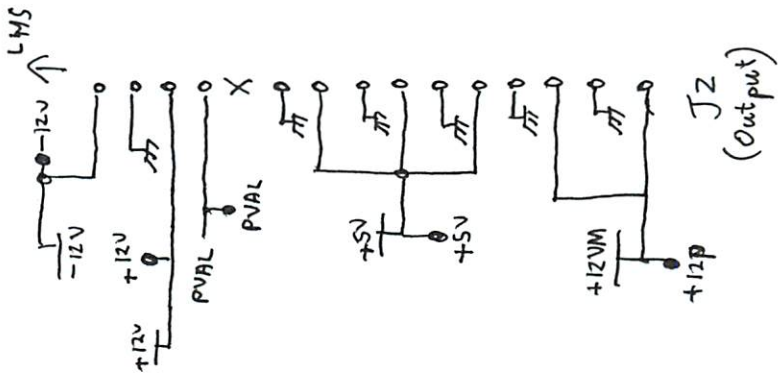 LHS
-12V
-12V
+12V
+12V
PVAL
PVAL
X
+5V
+5V
+12VM
+12P
J2
(Output)